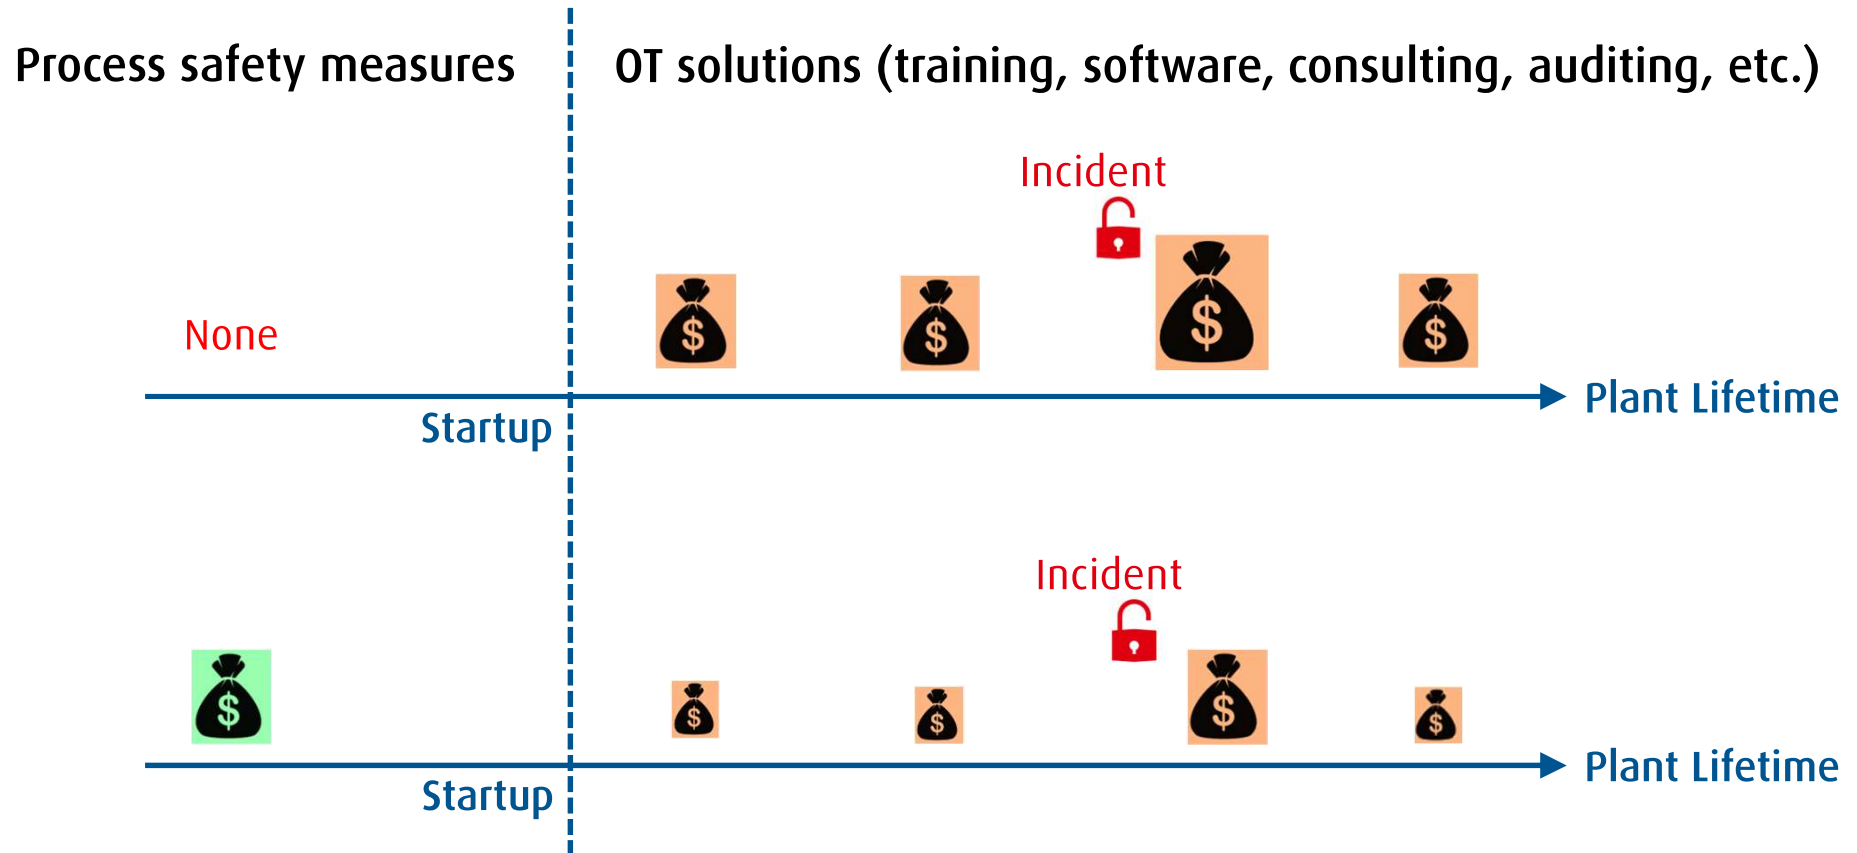 Process safety measures
OT solutions (training, software, consulting, auditing, etc.)
Incident
$
$
$
$
None
Plant Lifetime
Startup
Incident
$
$
$
$
$
Plant Lifetime
Startup